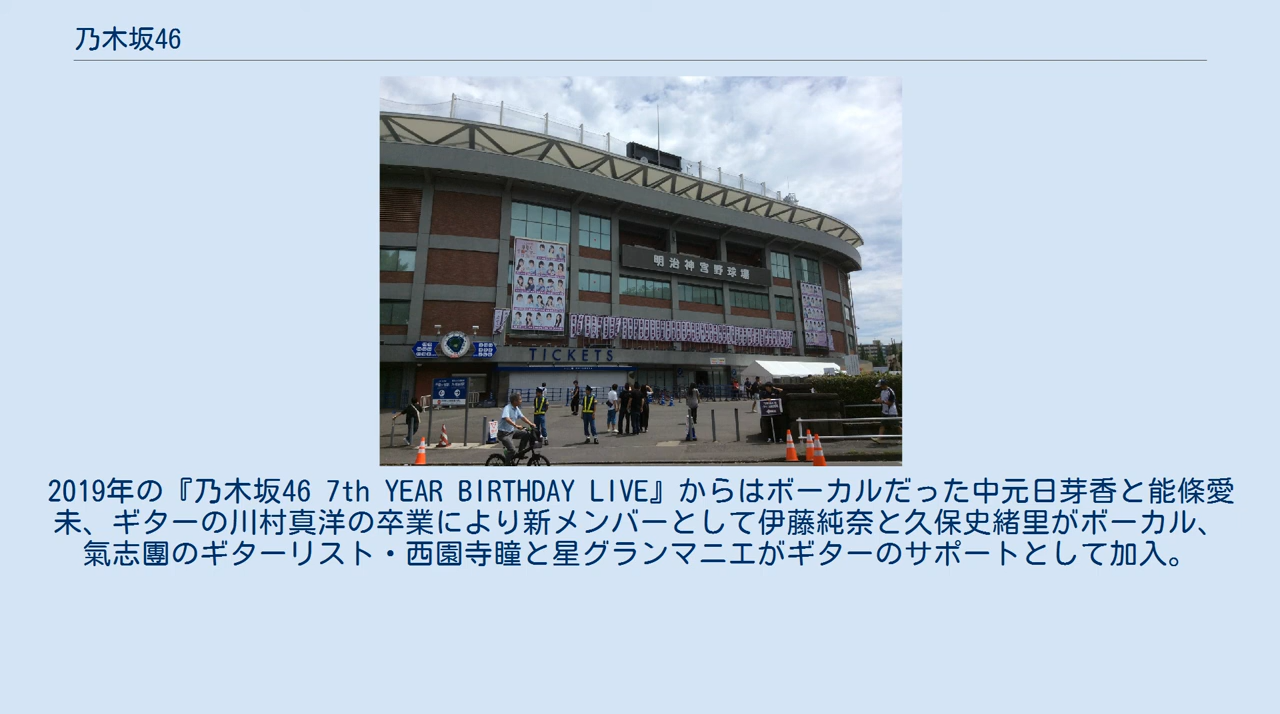 乃木坂46
明治神宮野球場
TICKETS
2019年の『乃木坂46 7th YEAR BIRTHDAY LIVE』からはボーカルだった中元日芽香と能條愛
未、ギターの川村真洋の卒業により新メンバーとして伊藤純奈と久保史緒里がボーカル、
氣志團のギターリスト・西園寺瞳と星グランマニエがギターのサポートとして加入。